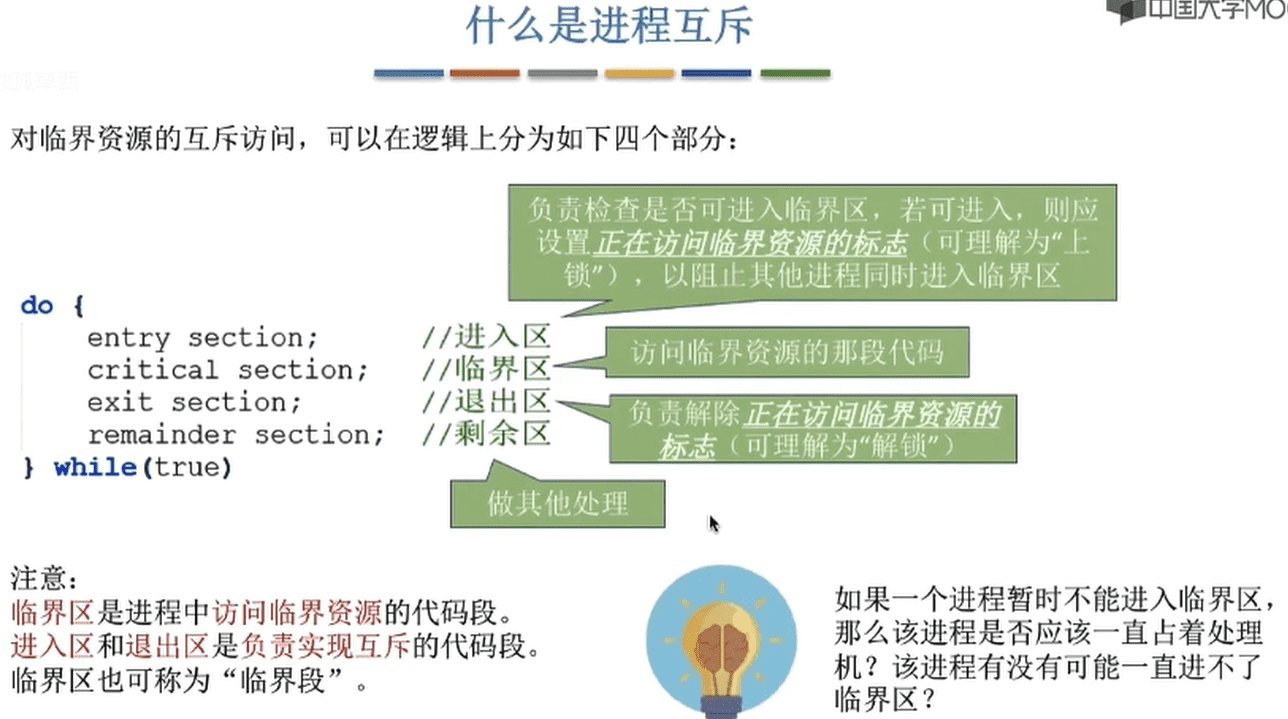 中国大学MO
什么是进程互斥
对临界资源的互斥访问，可以在逻辑上分为如下四个部分：
负责检查是否可进入临界区，若可进入，则应
设置正在访问临界资源的标志（可理解为“上
锁”），以阻止其他进程同时进入临界区
do {
entry section; //进入区
访问临界资源的那段代码
critical section; //临界区
exit section; //退出区
负责解除正在访问临界资源的
标志（可理解为“解锁”）
remainder section; //剩余区
} while(true)
做其他处理
注意：
临界区是进程中访问临界资源的代码段。
进入区和退出区是负责实现互斥的代码段。
临界区也可称为“临界段”。
如果一个进程暂时不能进入临界区，
那么该进程是否应该一直占着处理
机？该进程有没有可能一直进不了
临界区？